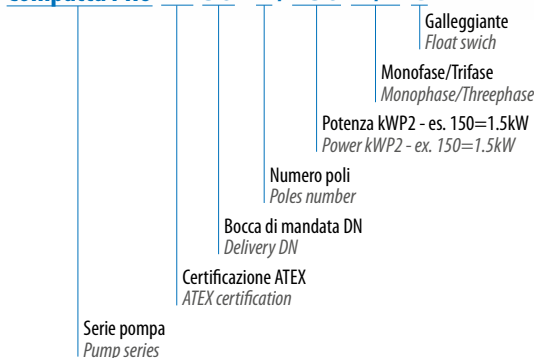 Galleggiante
Float swich
Monofase/Trifase
Monophase/Threephase
Potenza kWP2 - es. 150=1.5kW
Power kWP2 - ex. 150=1.5kW
Numero poli
Poles number
Bocca di mandata DN
Delivery DN
Certificazione ATEX
ATEX certification
Serie pompa
Pump series